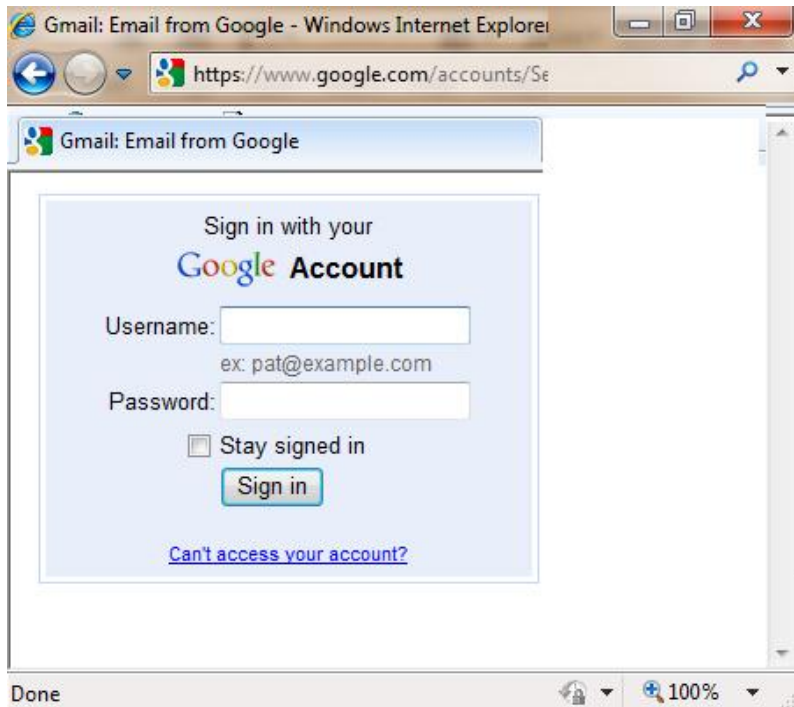 Gmail: Email from Google - Windows Internet Explorer
https://www.google.com/accounts/Se
Gmail: Email from Google
Sign in with your
Google Account
Username:
ex: pat@example.com
Password:
Stay signed in
Sign in
Can't access your account?
Done
100%